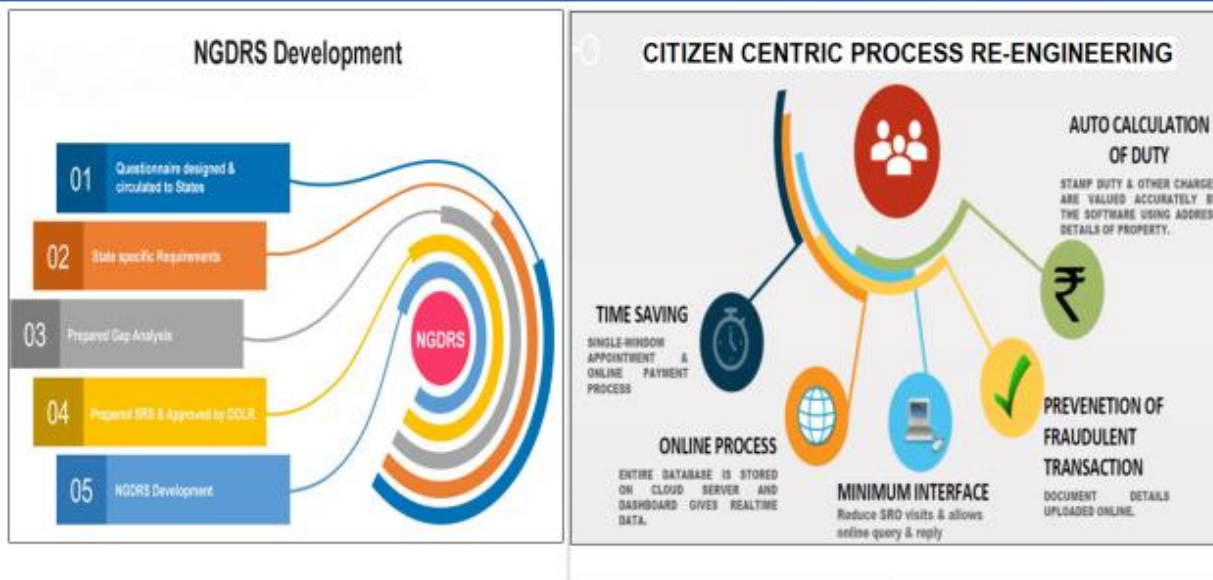 NGDRS Development
01
Questionnaire designed &
circulated to States
02
State specific Requirements
03
Prepared Gap Analysis
04
Prepared SRS & Approved by DOLR
05
NGDRS Development
NGDRS
CITIZEN CENTRIC PROCESS RE-ENGINEERING
AUTO CALCULATION
OF DUTY
STAMP DUTY & OTHER CHARGE
ARE VALUED ACCURATELY B
THE SOFTWARE USING ADDRES
DETAILS OF PROPERTY.
₹
TIME SAVING
SINGLE-WINDOW
APPOINTMENT &
ONLINE PAYMENT
PROCESS
ONLINE PROCESS
ENTIRE DATABASE IS STORED
ON CLOUD SERVER AND
DASHBOARD GIVES REALTIME
DATA.
MINIMUM INTERFACE
Reduce SRO visits & allows
online query & reply
PREVENETION OF
FRAUDULENT
TRANSACTION
DOCUMENT DETAILS
UPLOADED ONLINE.